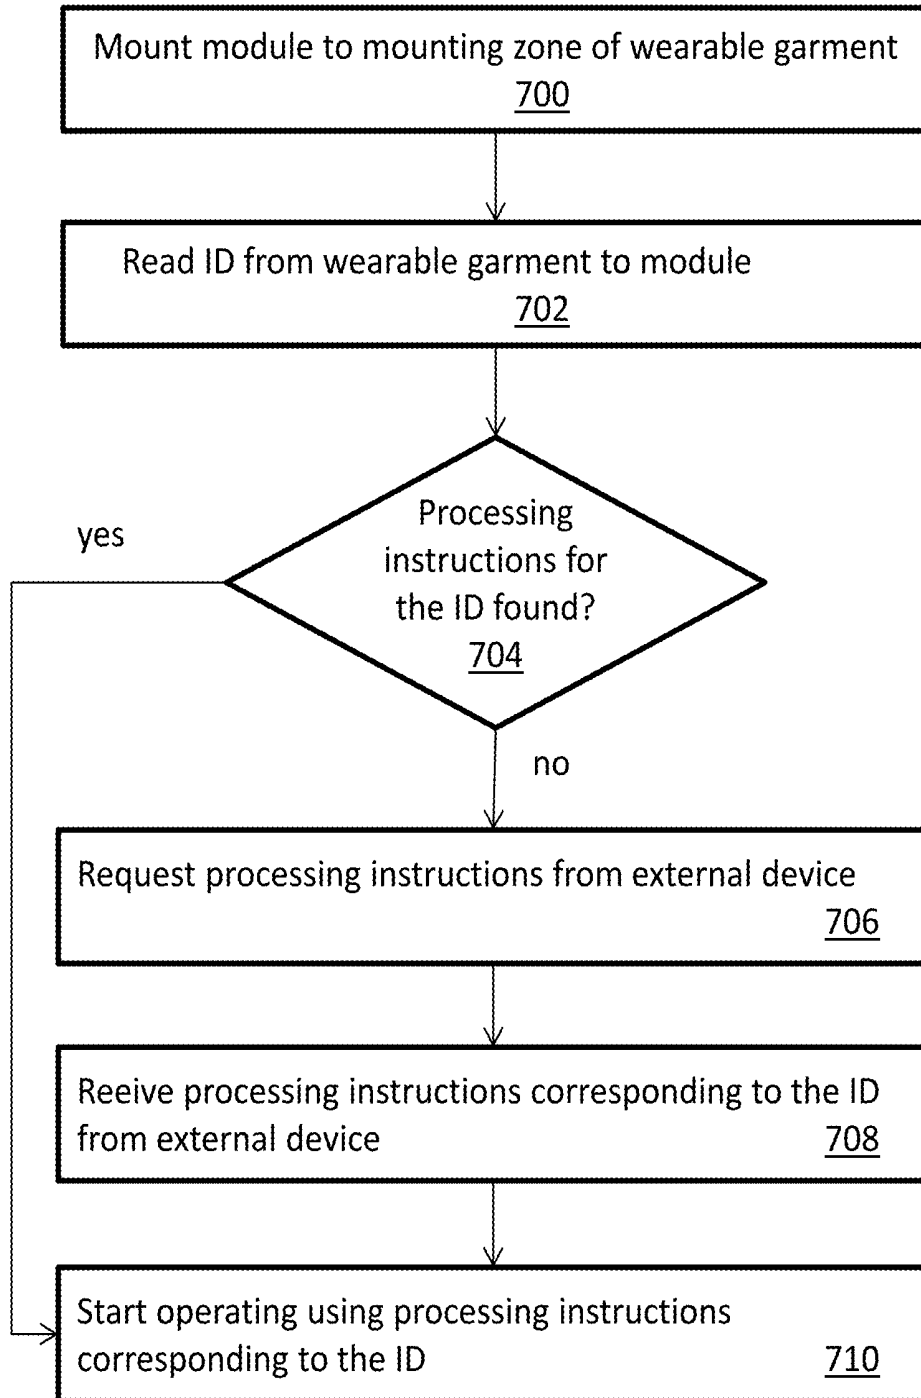 Mount module to mounting zone of wearable garment
700
Read ID from wearable garment to module
702
Processing
instructions for
the ID found?
704
yes
no
Request processing instructions from external device
706
Reeive processing instructions corresponding to the ID
from external device 708
Start operating using processing instructions
corresponding to the ID 710